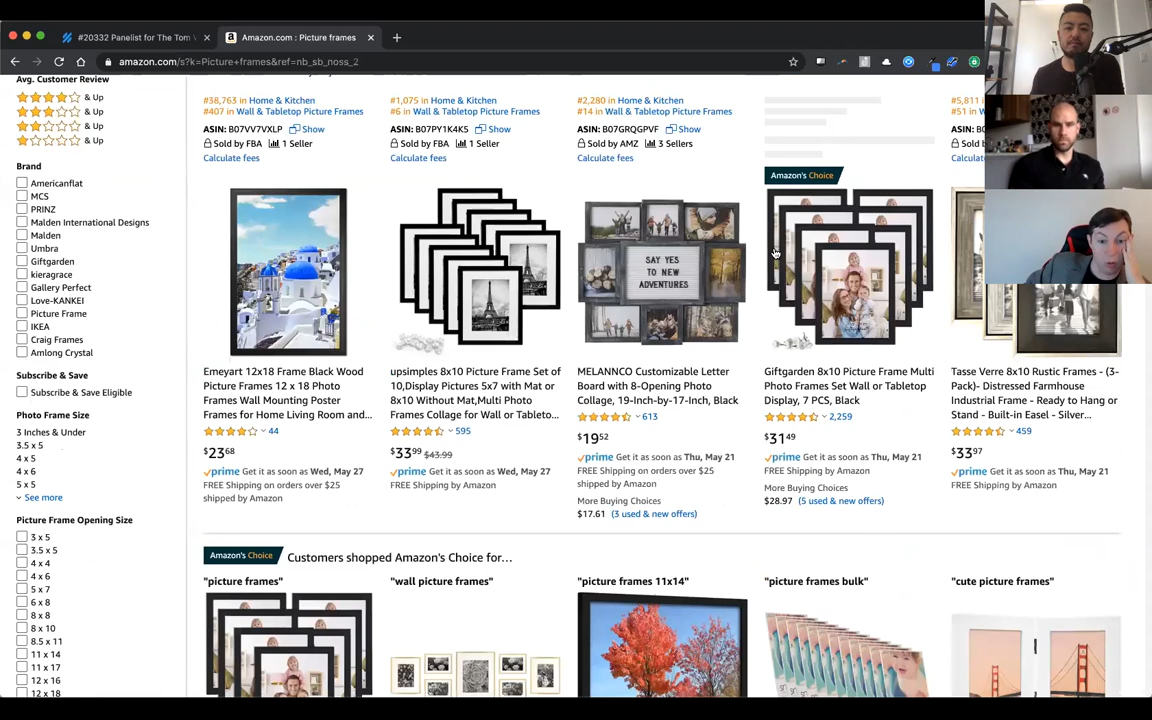 #20332 Panelist for The Tom
Amazon.com : Picture frames
amazon.com/s?k=Picture+frames&ref=nb_sb_noss_2
Avg. Customer Review
& Up
& Up
& Up
& Up
Brand
Americanflat
MCS
PRINZ
Malden International Designs
Malden
Umbra
Giftgarden
kieragrace
Gallery Perfect
Love-KANKEI
Picture Frame
IKEA
Craig Frames
Amlong Crystal
Subscribe & Save
Subscribe & Save Eligible
Photo Frame Size
3 Inches & Under
3.5 x 5
4 x 5
4 x 6
5 x 5
See more
Picture Frame Opening Size
3 x 5
3.5 x 5
4 x 4
4 x 6
5 x 7
6 x 8
8 x 8
8 x 10
8.5 x 11
11 x 14
11 x 17
12 x 16
12 x 18
#38,763 in Home & Kitchen
#407 in Wall & Tabletop Picture Frames
ASIN: B07VV7VXLP Show
Sold by FBA 1 Seller
Calculate fees
Emeyart 12x18 Frame Black Wood
Picture Frames 12 x 18 Photo
Frames Wall Mounting Poster
Frames for Home Living Room and...
44
$23.68
prime Get it as soon as Wed, May 27
FREE Shipping on orders over $25
shipped by Amazon
#1,075 in Home & Kitchen
#6 in Wall & Tabletop Picture Frames
ASIN: B07PY1K4K5 Show
Sold by FBA 1 Seller
Calculate fees
upsimples 8x10 Picture Frame Set of
10,Display Pictures 5x7 with Mat or
8x10 Without Mat,Multi Photo
Frames Collage for Wall or Tableto...
595
$33.99 $43.99
prime Get it as soon as Wed, May 27
FREE Shipping by Amazon
#2,280 in Home & Kitchen
#14 in Wall & Tabletop Picture Frames
ASIN: B07GRQGPVF Show
Sold by AMZ 3 Sellers
Calculate fees
SAY YES
TO NEW
ADVENTURES
MELANNCO Customizable Letter
Board with 8-Opening Photo
Collage, 19-Inch-by-17-Inch, Black
613
$19.52
prime Get it as soon as Thu, May 21
FREE Shipping on orders over $25
shipped by Amazon
More Buying Choices
$17.61 (3 used & new offers)
Amazon's Choice
Giftgarden 8x10 Picture Frame Multi
Photo Frames Set Wall or Tabletop
Display, 7 PCS, Black
2,259
$31.49
prime Get it as soon as Thu, May 21
FREE Shipping by Amazon
More Buying Choices
$28.97 (5 used & new offers)
#5,811 in
#51 in Wa
ASIN: B0
Sold
Calculate
Tasse Verre 8x10 Rustic Frames - (3-
Pack)- Distressed Farmhouse
Industrial Frame - Ready to Hang or
Stand - Built-in Easel - Silver...
459
$33.97
prime Get it as soon as Thu, May 21
FREE Shipping by Amazon
Amazon's Choice Customers shopped Amazon's Choice for...
"picture frames"
"wall picture frames"
"picture frames 11x14"
"picture frames bulk"
"cute picture frames"